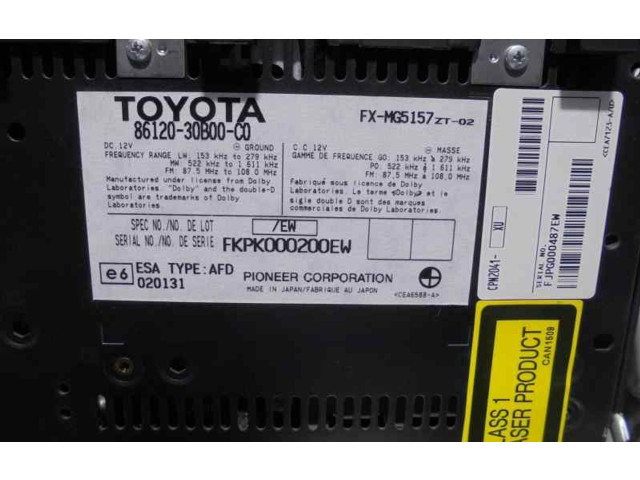 TOYOTA
86120-30B00-C0
FX-MG5157ZT-02
DC.12V ⊖ GROUND
FREQUENCY RANGE LW: 153 kHz to 279 kHz
MW: 522 kHz to 1 611 kHz
FM: 87.5 MHz to 108.0 MHz
Manufactured under license from Dolby
Laboratories. "Dolby" and the double-D
symbol are trademarks of Dolby
Laboratories.
C.C.12V ⊖ MASSE
GAMME DE FREQUENCE GO: 153 kHz à 279 kHz
PO: 522 kHz à 1 611 kHz
FM: 87.5 MHz à 108.0 MHz
Fabriqué sous licence de Dolby
Laboratories. "Dolby" et le
sigle double D sont des marques
de Dolby Laboratories.
SPEC NO./NO. DE LOT /EW
SERIAL NO./NO. DE SERIE FKPK000200EW
e6 ESA TYPE:AFD
020131
PIONEER CORPORATION
MADE IN JAPAN/FABRIQUE AU JAPON
<CEA6588-A>
CPN2041- XU
SERIAL NO.
FJPG000487EW
<CEA7123-A/D>
CLASS 1
LASER PRODUCT
CAN1509